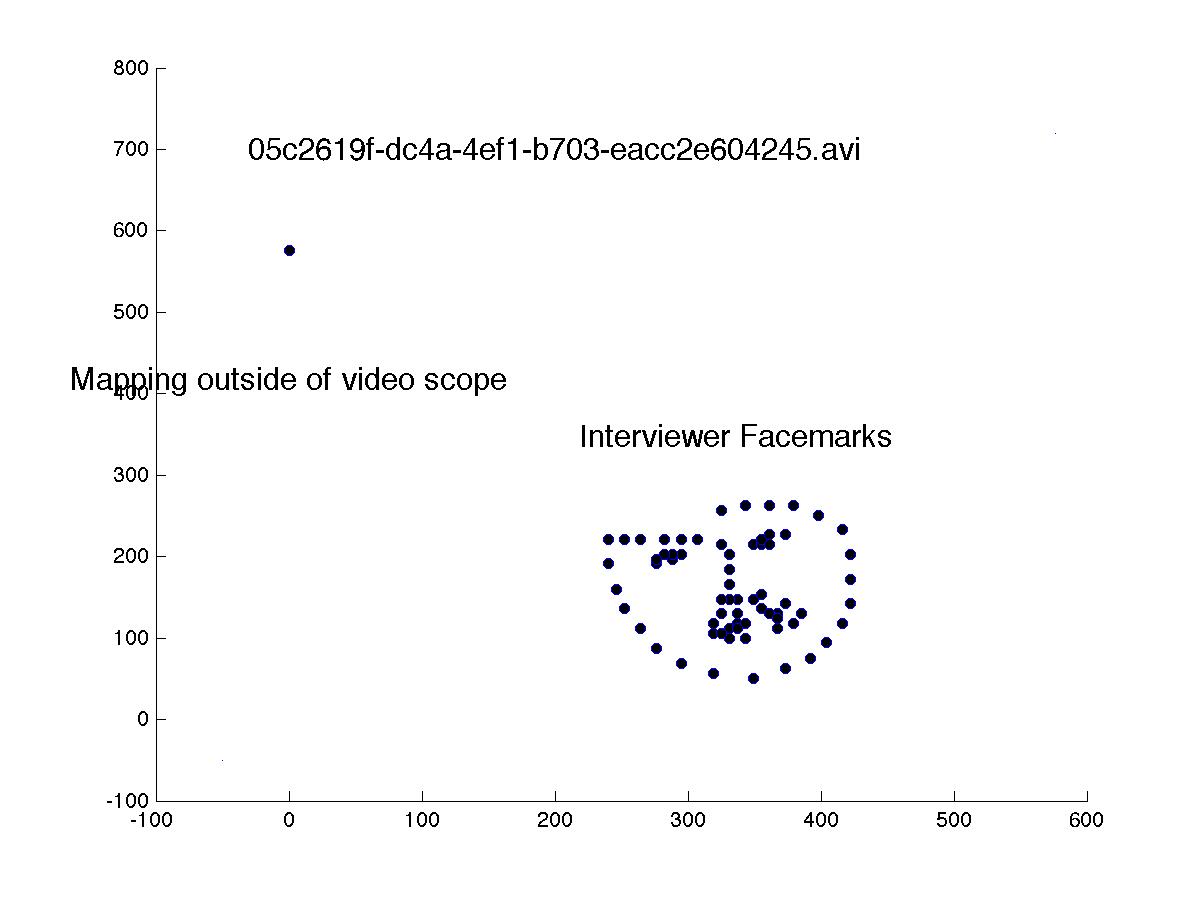 800
700
05c2619f-dc4a-4ef1-b703-eacc2e604245.avi
600
500
Mapping outside of video scope
400
Interviewer Facemarks
300
200
100
0
-100
-100 0 100 200 300 400 500 600